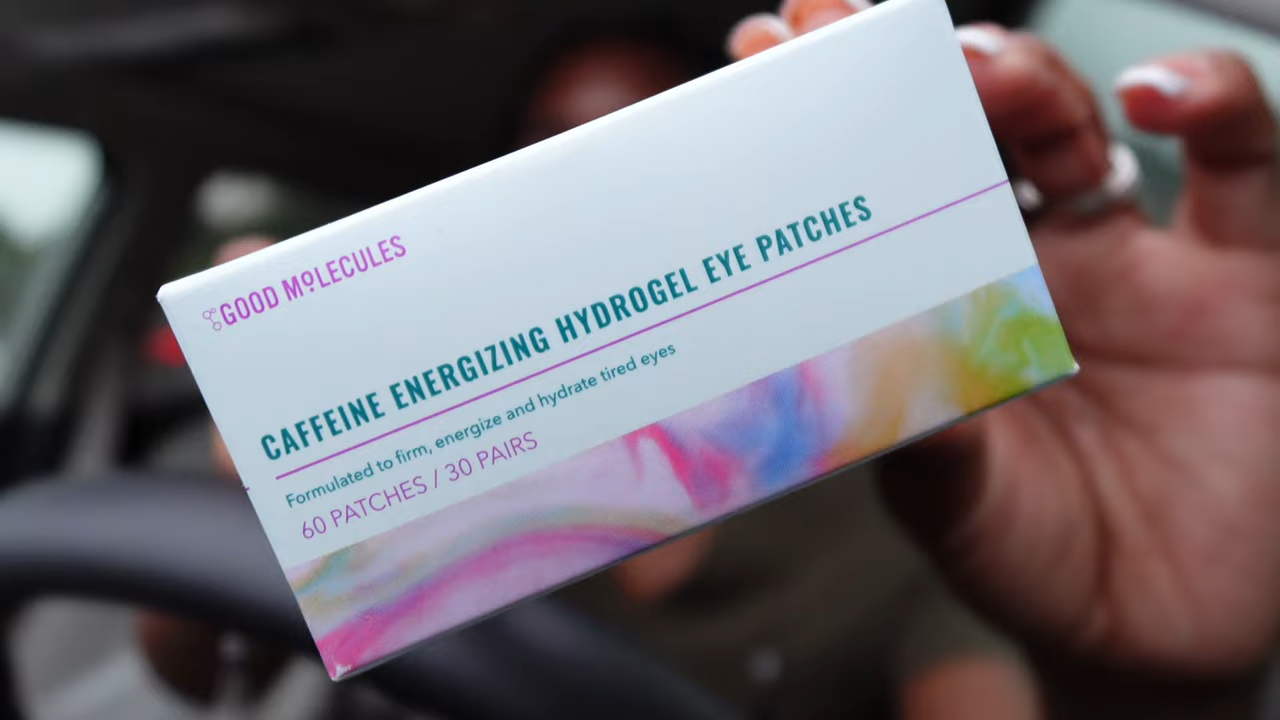 GOOD MOLECULES
CAFFEINE ENERGIZING HYDROGEL EYE PATCHES
Formulated to firm, energize and hydrate tired eyes
60 PATCHES / 30 PAIRS